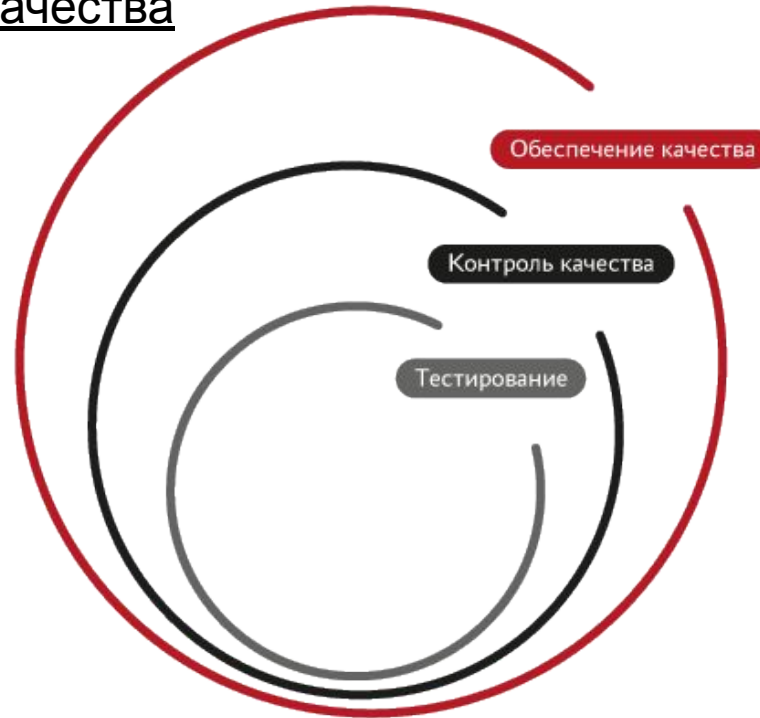 ачества
Обеспечение качества
Контроль качества
Тестирование